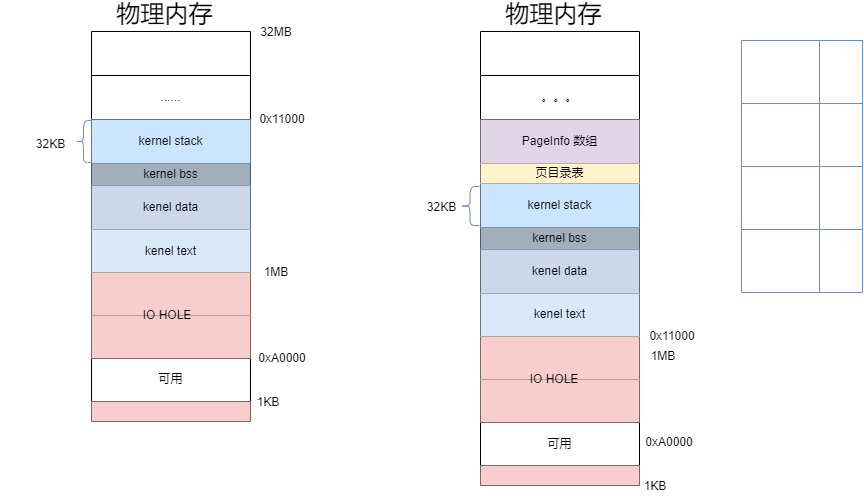 物理内存
32MB
......
0x11000
32KB
kernel stack
kernel bss
kenel data
kenel text
1MB
IO HOLE
0xA0000
可用
1KB
物理内存
。。。
PageInfo 数组
页目录表
32KB
kernel stack
kernel bss
kenel data
kenel text
0x11000
1MB
IO HOLE
可用
0xA0000
1KB